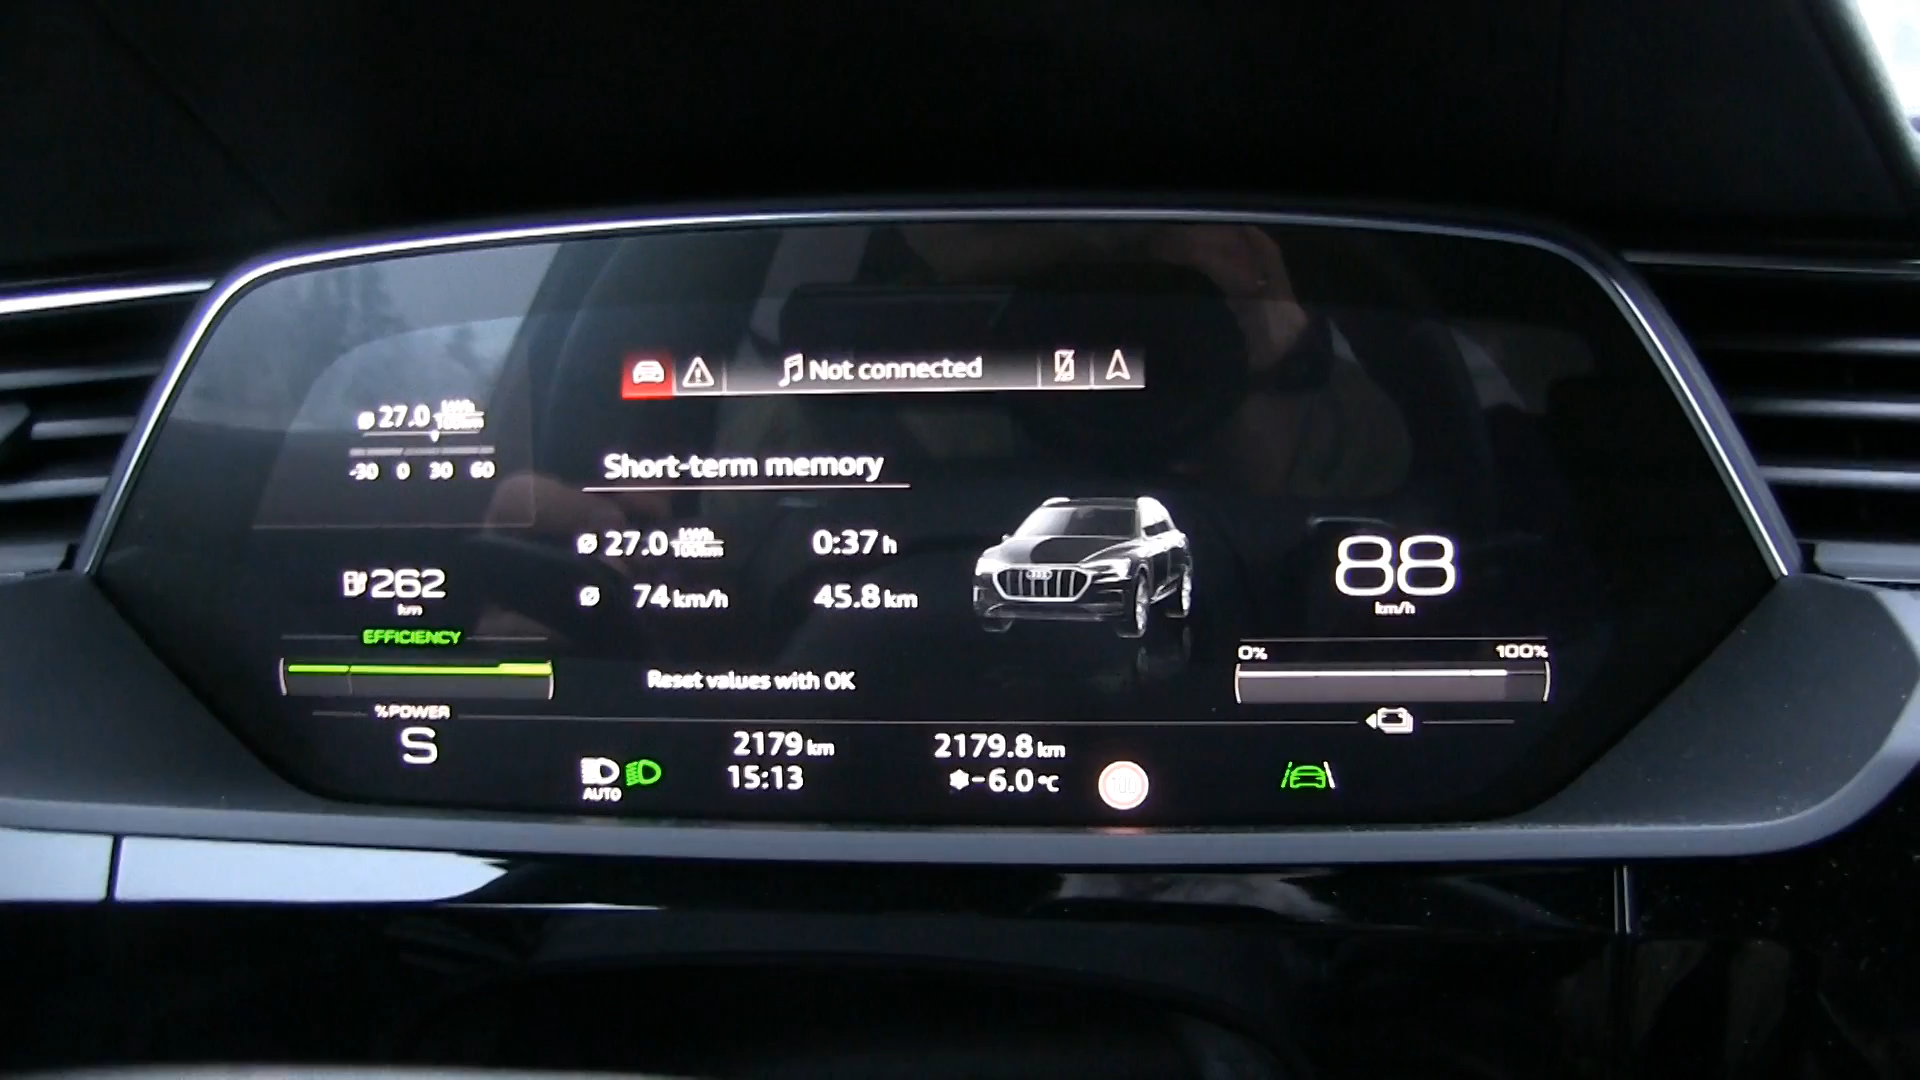 Not connected
Ø 27.0 kWh/100km
-30 0 30 60
Short-term memory
Ø 27.0 kWh/100km 0:37 h
Ø 74 km/h 45.8 km
262 km
88 km/h
EFFICIENCY
0% 100%
Reset values with OK
%POWER
S
2179 km 2179.8 km
AUTO 15:13 -6.0 °C 100